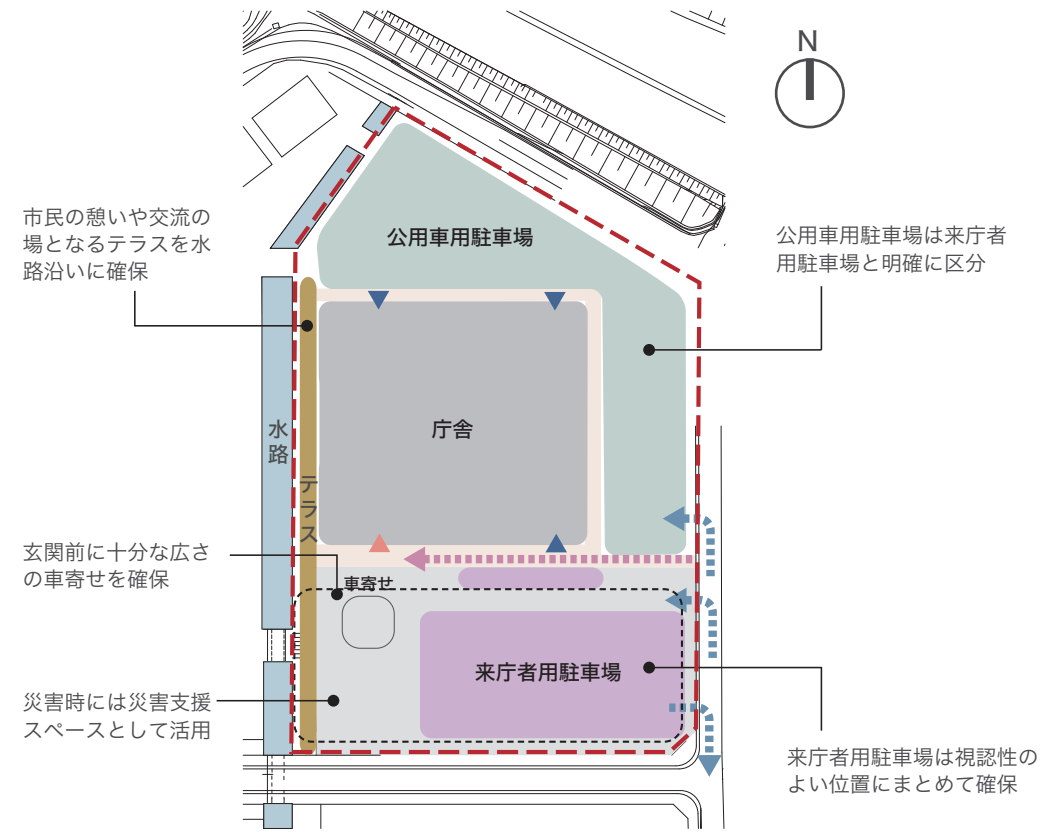 N
市民の憩いや交流の
場となるテラスを水
路沿いに確保
公用車用駐車場
公用車用駐車場は来庁者
用駐車場と明確に区分
水路
庁舎
テラス
玄関前に十分な広さ
の車寄せを確保
車寄せ
来庁者用駐車場
災害時には災害支援
スペースとして活用
来庁者用駐車場は視認性の
よい位置にまとめて確保